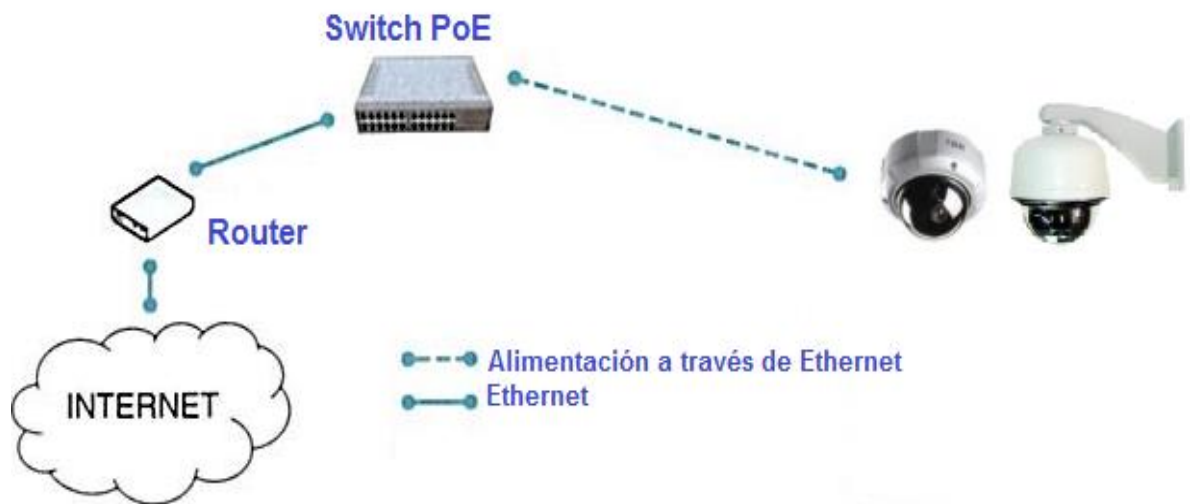 Switch PoE
Router
INTERNET
Alimentación a través de Ethernet
Ethernet